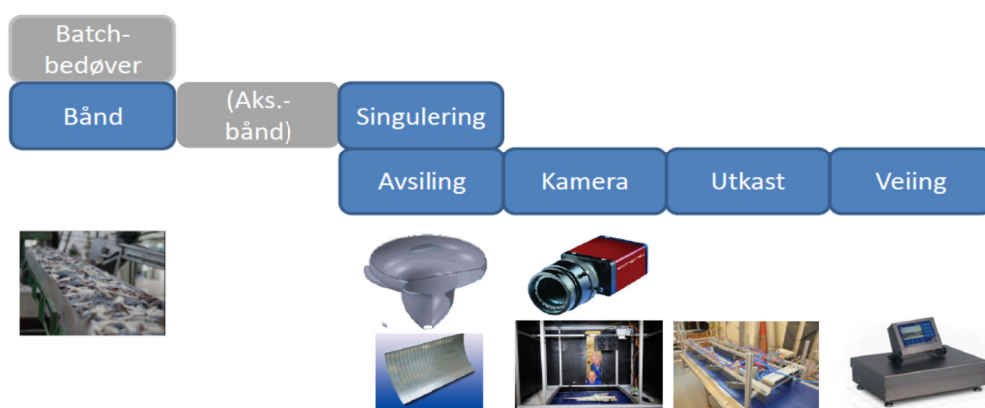 Batch-
bedøver
Bånd
(Aks.-
bånd)
Singulering
Avsiling
Kamera
Utkast
Veiing